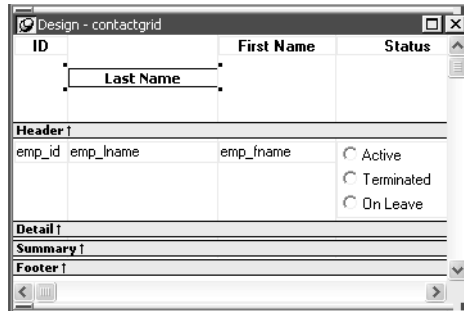 Design - contactgrid
ID First Name Status
Last Name
Header ↑
emp_id emp_lname emp_fname Active
Terminated
On Leave
Detail ↑
Summary ↑
Footer ↑